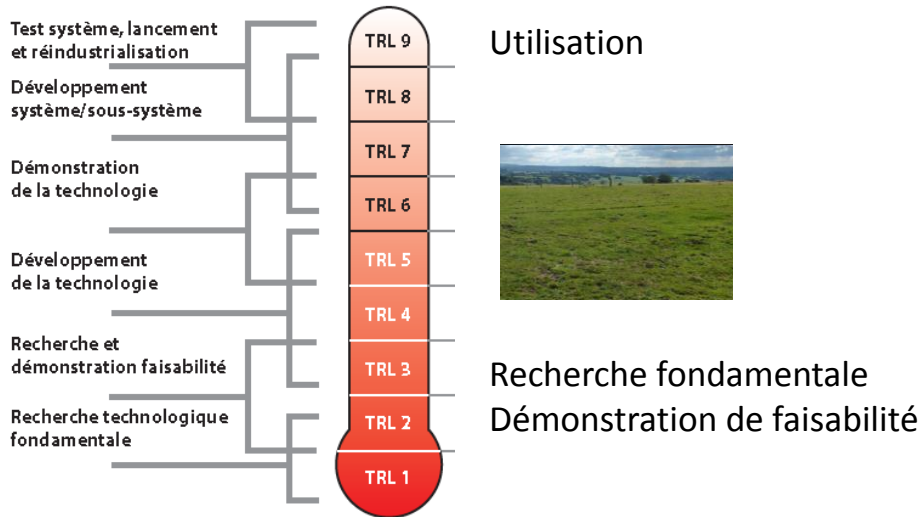 Test système, lancement
et réindustrialisation
Développement
système/sous-système
Démonstration
de la technologie
Développement
de la technologie
Recherche et
démonstration faisabilité
Recherche technologique
fondamentale
TRL 9
TRL 8
TRL 7
TRL 6
TRL 5
TRL 4
TRL 3
TRL 2
TRL 1
Utilisation
Recherche fondamentale
Démonstration de faisabilité